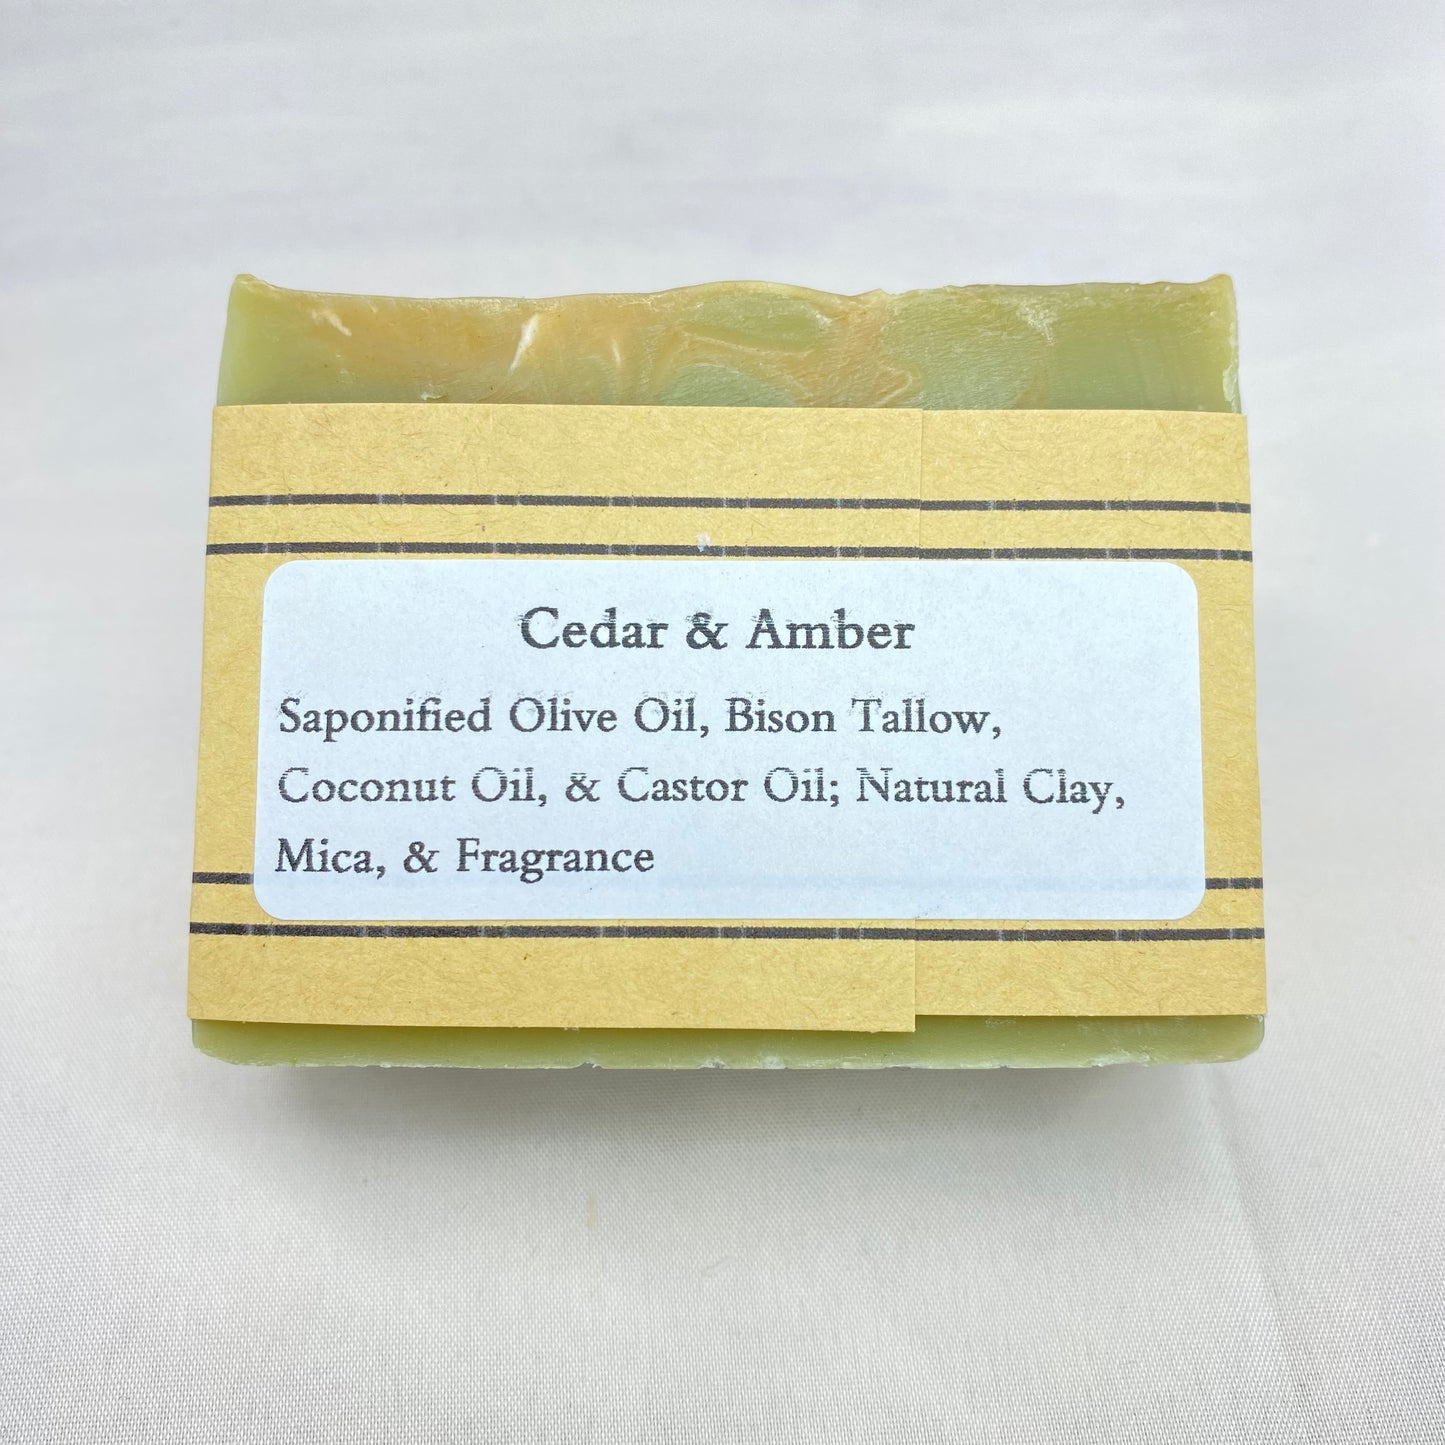 Cedar & Amber
Saponified Olive Oil, Bison Tallow,
Coconut Oil, & Castor Oil; Natural Clay,
Mica, & Fragrance